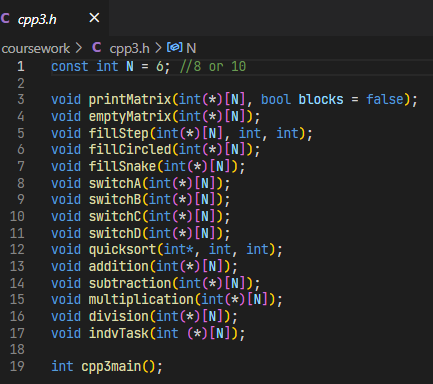 C cpp3.h ×
coursework > C cpp3.h > N
1 const int N = 6; //8 or 10
2
3 void printMatrix(int(*)[N], bool blocks = false);
4 void emptyMatrix(int(*)[N]);
5 void fillStep(int(*)[N], int, int);
6 void fillCircled(int(*)[N]);
7 void fillSnake(int(*)[N]);
8 void switchA(int(*)[N]);
9 void switchB(int(*)[N]);
10 void switchC(int(*)[N]);
11 void switchD(int(*)[N]);
12 void quicksort(int*, int, int);
13 void addition(int(*)[N]);
14 void subtraction(int(*)[N]);
15 void multiplication(int(*)[N]);
16 void division(int(*)[N]);
17 void indvTask(int (*)[N]);
18
19 int cpp3main();